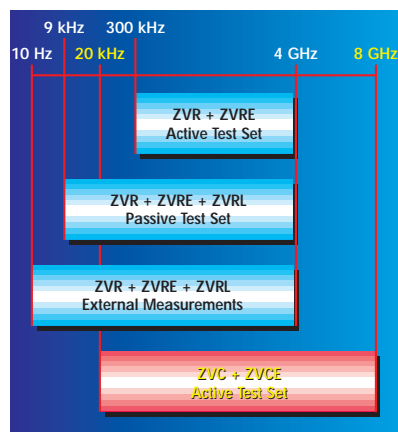 9 kHz 300 kHz
10 Hz 20 kHz 4 GHz 8 GHz
ZVR + ZVRE
Active Test Set
ZVR + ZVRE + ZVRL
Passive Test Set
ZVR + ZVRE + ZVRL
External Measurements
ZVC + ZVCE
Active Test Set